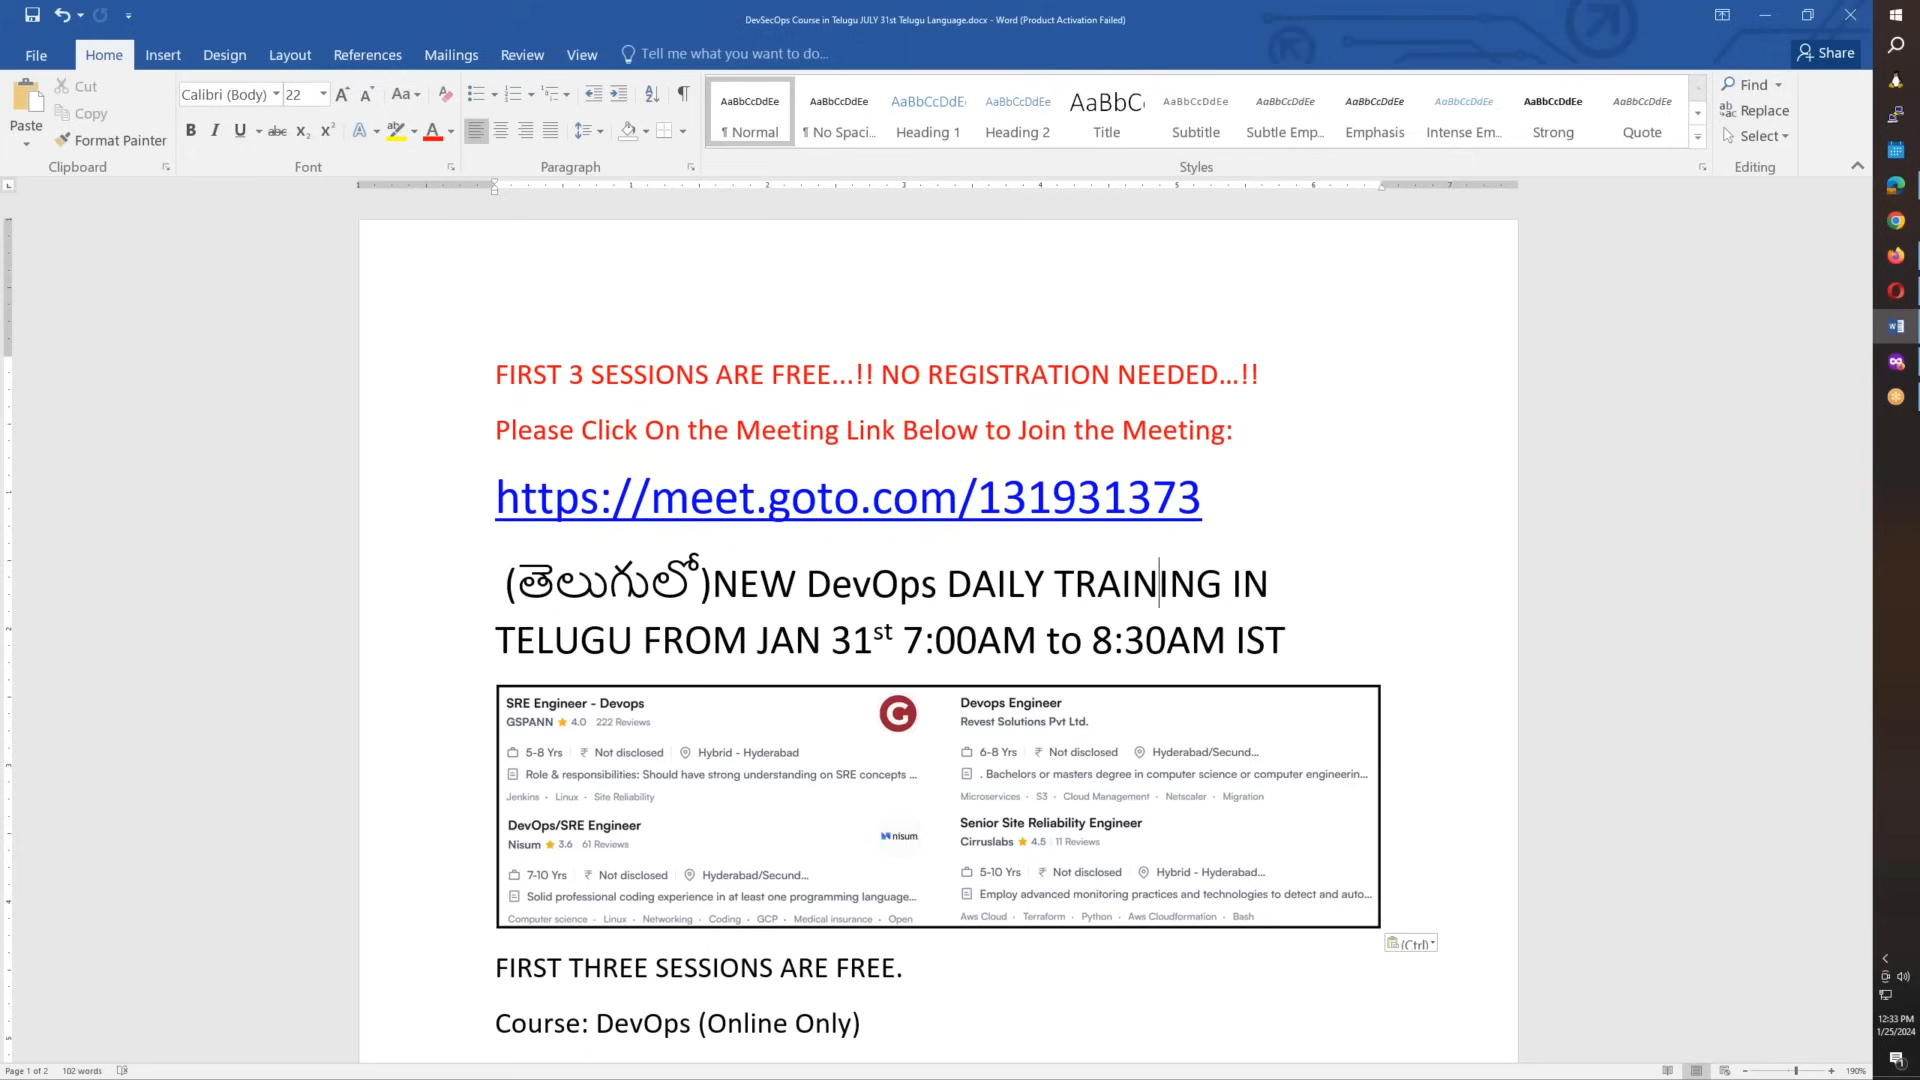 DevSecOps Course in Telugu JULY 31st Telugu Language.docx - Word (Product Activation Failed)
File Home Insert Design Layout References Mailings Review View Tell me what you want to do... Share
Paste
Cut
Copy
Format Painter
Clipboard
Calibri (Body) 22
Font
Paragraph
AaBbCcDdEe AaBbCcDdEe AaBbCcDdE AaBbCcDdEe AaBbC AaBbCcDdEe AaBbCcDdEe AaBbCcDdEe AaBbCcDdEe AaBbCcDdEe AaBbCcDdEe
¶ Normal ¶ No Spaci... Heading 1 Heading 2 Title Subtitle Subtle Emp... Emphasis Intense Em... Strong Quote
Styles
Find
Replace
Select
Editing
FIRST 3 SESSIONS ARE FREE...!! NO REGISTRATION NEEDED...!!
Please Click On the Meeting Link Below to Join the Meeting:
https://meet.goto.com/131931373
(తెలుగులో)NEW DevOps DAILY TRAINING IN
TELUGU FROM JAN 31st 7:00AM to 8:30AM IST
SRE Engineer - Devops
GSPANN 4.0 222 Reviews
5-8 Yrs ₹ Not disclosed Hybrid - Hyderabad
Role & responsibilities: Should have strong understanding on SRE concepts ...
Jenkins · Linux · Site Reliability
Devops Engineer
Revest Solutions Pvt Ltd.
6-8 Yrs ₹ Not disclosed Hyderabad/Secund...
. Bachelors or masters degree in computer science or computer engineerin...
Microservices · S3 · Cloud Management · Netscaler · Migration
DevOps/SRE Engineer
Nisum 3.6 61 Reviews
nisum
7-10 Yrs ₹ Not disclosed Hyderabad/Secund...
Solid professional coding experience in at least one programming language...
Computer science · Linux · Networking · Coding · GCP · Medical insurance · Open
Senior Site Reliability Engineer
Cirruslabs 4.5 11 Reviews
5-10 Yrs ₹ Not disclosed Hybrid - Hyderabad...
Employ advanced monitoring practices and technologies to detect and auto...
Aws Cloud · Terraform · Python · Aws Cloudformation · Bash
(Ctrl)
FIRST THREE SESSIONS ARE FREE.
Course: DevOps (Online Only)
Page 1 of 2 102 words
190%
12:33 PM
1/25/2024